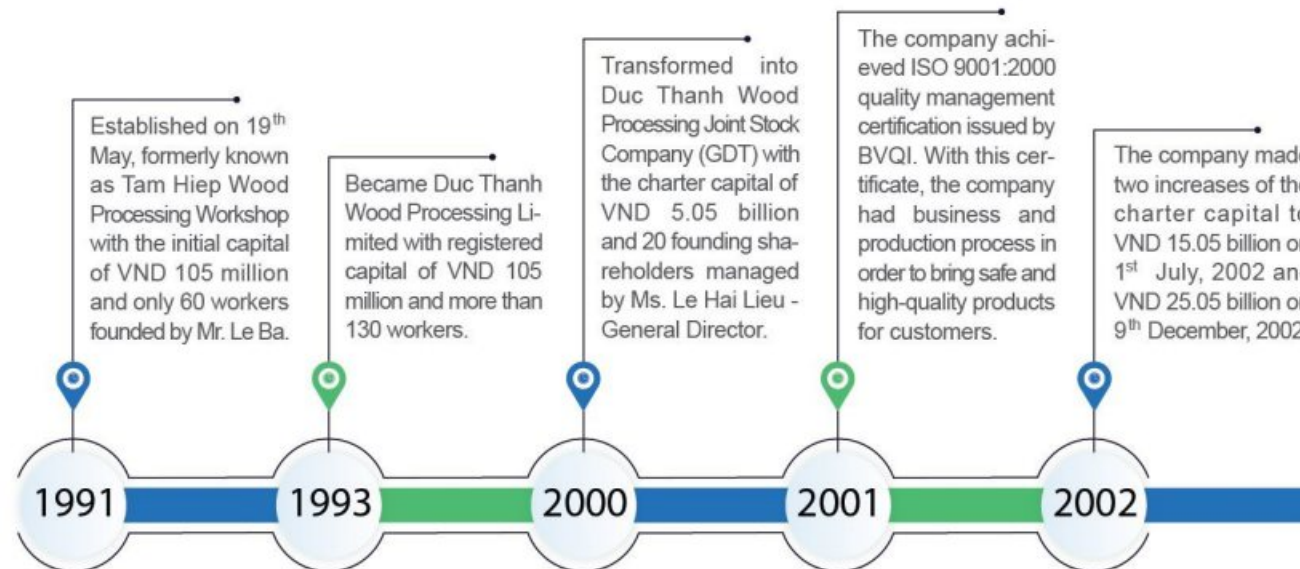 Established on 19th
May, formerly known
as Tam Hiep Wood
Processing Workshop
with the initial capital
of VND 105 million
and only 60 workers
founded by Mr. Le Ba.
Became Duc Thanh
Wood Processing Li-
mited with registered
capital of VND 105
million and more than
130 workers.
Transformed into
Duc Thanh Wood
Processing Joint Stock
Company (GDT) with
the charter capital of
VND 5.05 billion
and 20 founding sha-
reholders managed
by Ms. Le Hai Lieu -
General Director.
The company achi-
eved ISO 9001:2000
quality management
certification issued by
BVQI. With this cer-
tificate, the company
had business and
production process in
order to bring safe and
high-quality products
for customers.
The company made
two increases of the
charter capital to
VND 15.05 billion on
1st July, 2002 and
VND 25.05 billion on
9th December, 2002
1991
1993
2000
2001
2002